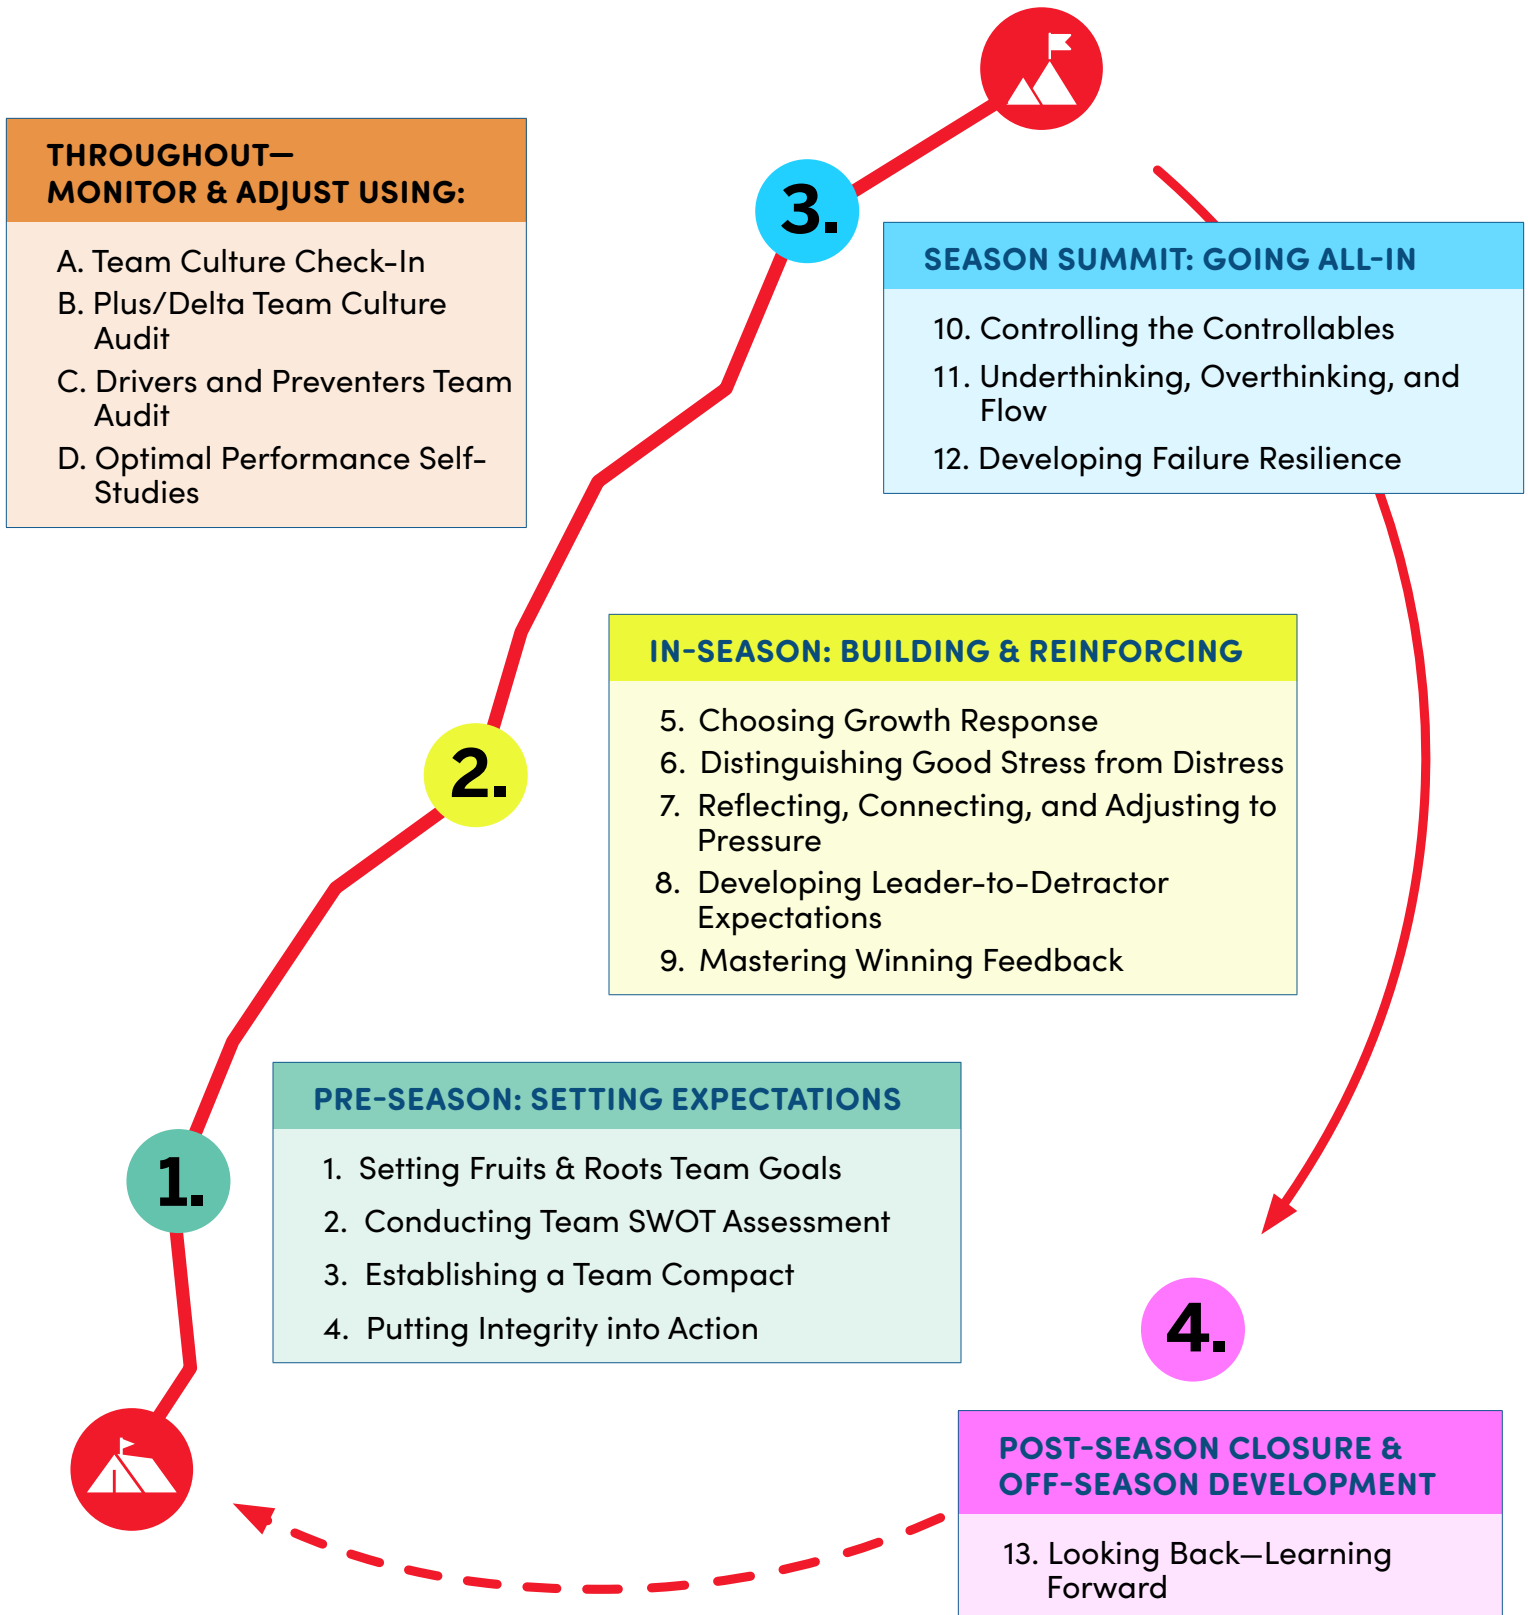 THROUGHOUT—
MONITOR & ADJUST USING:
A. Team Culture Check-In
B. Plus/Delta Team Culture
Audit
C. Drivers and Preventers Team
Audit
D. Optimal Performance Self-
Studies
3.
SEASON SUMMIT: GOING ALL-IN
10. Controlling the Controllables
11. Underthinking, Overthinking, and
Flow
12. Developing Failure Resilience
2.
IN-SEASON: BUILDING & REINFORCING
5. Choosing Growth Response
6. Distinguishing Good Stress from Distress
7. Reflecting, Connecting, and Adjusting to
Pressure
8. Developing Leader-to-Detractor
Expectations
9. Mastering Winning Feedback
1.
PRE-SEASON: SETTING EXPECTATIONS
1. Setting Fruits & Roots Team Goals
2. Conducting Team SWOT Assessment
3. Establishing a Team Compact
4. Putting Integrity into Action
4.
POST-SEASON CLOSURE &
OFF-SEASON DEVELOPMENT
13. Looking Back—Learning
Forward